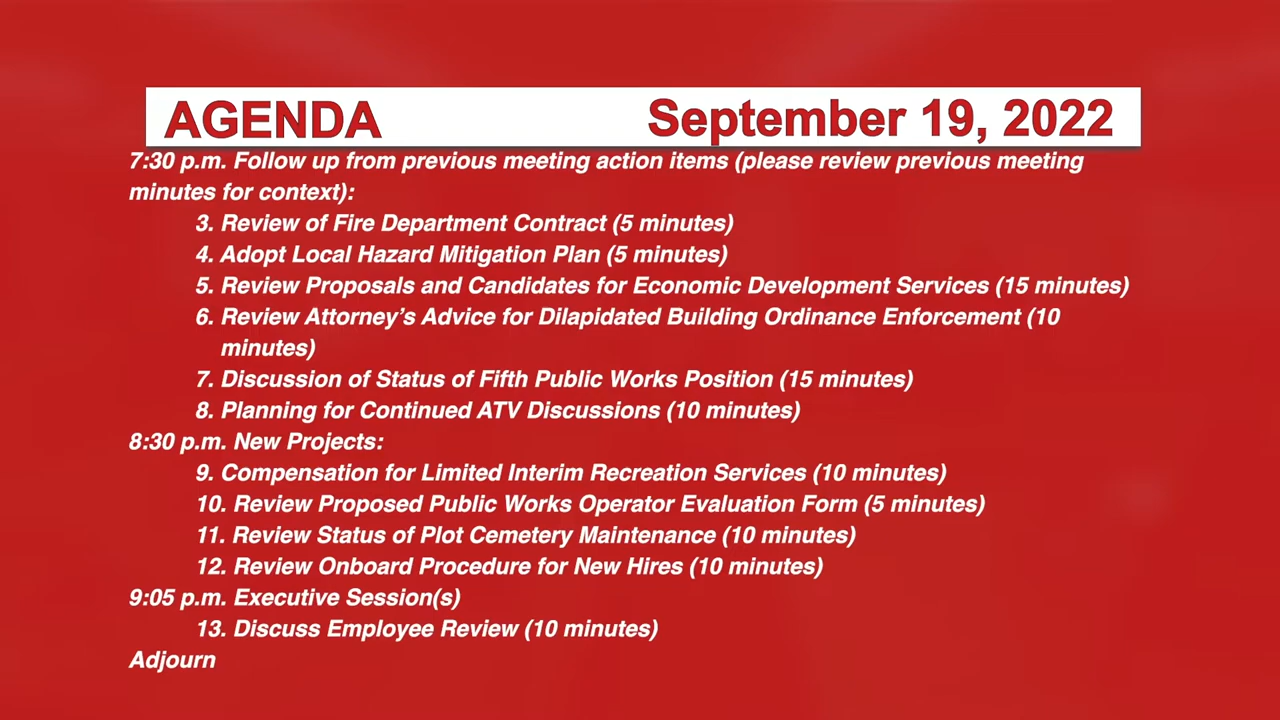 AGENDA September 19, 2022
7:30 p.m. Follow up from previous meeting action items (please review previous meeting
minutes for context):
3. Review of Fire Department Contract (5 minutes)
4. Adopt Local Hazard Mitigation Plan (5 minutes)
5. Review Proposals and Candidates for Economic Development Services (15 minutes)
6. Review Attorney’s Advice for Dilapidated Building Ordinance Enforcement (10
minutes)
7. Discussion of Status of Fifth Public Works Position (15 minutes)
8. Planning for Continued ATV Discussions (10 minutes)
8:30 p.m. New Projects:
9. Compensation for Limited Interim Recreation Services (10 minutes)
10. Review Proposed Public Works Operator Evaluation Form (5 minutes)
11. Review Status of Plot Cemetery Maintenance (10 minutes)
12. Review Onboard Procedure for New Hires (10 minutes)
9:05 p.m. Executive Session(s)
13. Discuss Employee Review (10 minutes)
Adjourn